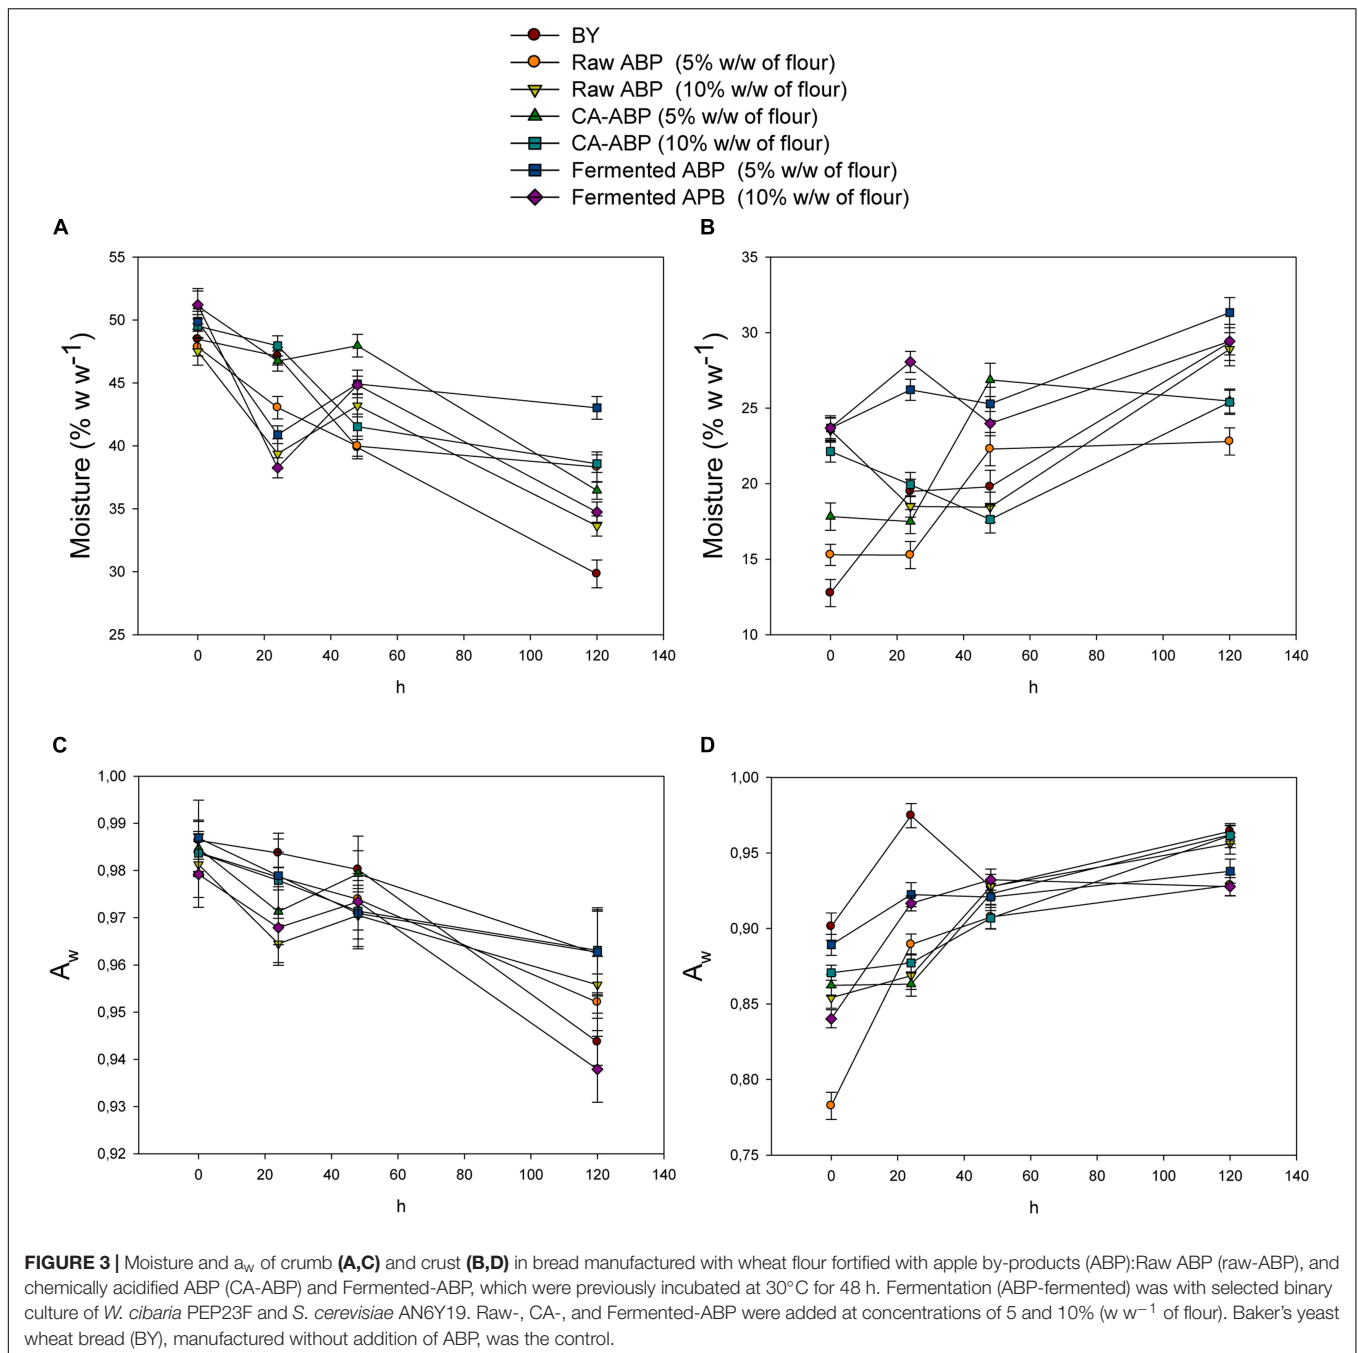 BY
Raw ABP (5% w/w of flour)
Raw ABP (10% w/w of flour)
CA-ABP (5% w/w of flour)
CA-ABP (10% w/w of flour)
Fermented ABP (5% w/w of flour)
Fermented APB (10% w/w of flour)
A
55
50
45
40
35
30
25
Moisture (% w w⁻¹)
0 20 40 60 80 100 120 140
h
B
35
30
25
20
15
10
Moisture (% w w⁻¹)
0 20 40 60 80 100 120 140
h
C
1,00
0,99
0,98
0,97
0,96
0,95
0,94
0,93
0,92
A_w
0 20 40 60 80 100 120 140
h
D
1,00
0,95
0,90
0,85
0,80
0,75
A_w
0 20 40 60 80 100 120 140
h
FIGURE 3 | Moisture and a_w of crumb (A,C) and crust (B,D) in bread manufactured with wheat flour fortified with apple by-products (ABP):Raw ABP (raw-ABP), and
chemically acidified ABP (CA-ABP) and Fermented-ABP, which were previously incubated at 30°C for 48 h. Fermentation (ABP-fermented) was with selected binary
culture of W. cibaria PEP23F and S. cerevisiae AN6Y19. Raw-, CA-, and Fermented-ABP were added at concentrations of 5 and 10% (w w⁻¹ of flour). Baker's yeast
wheat bread (BY), manufactured without addition of ABP, was the control.